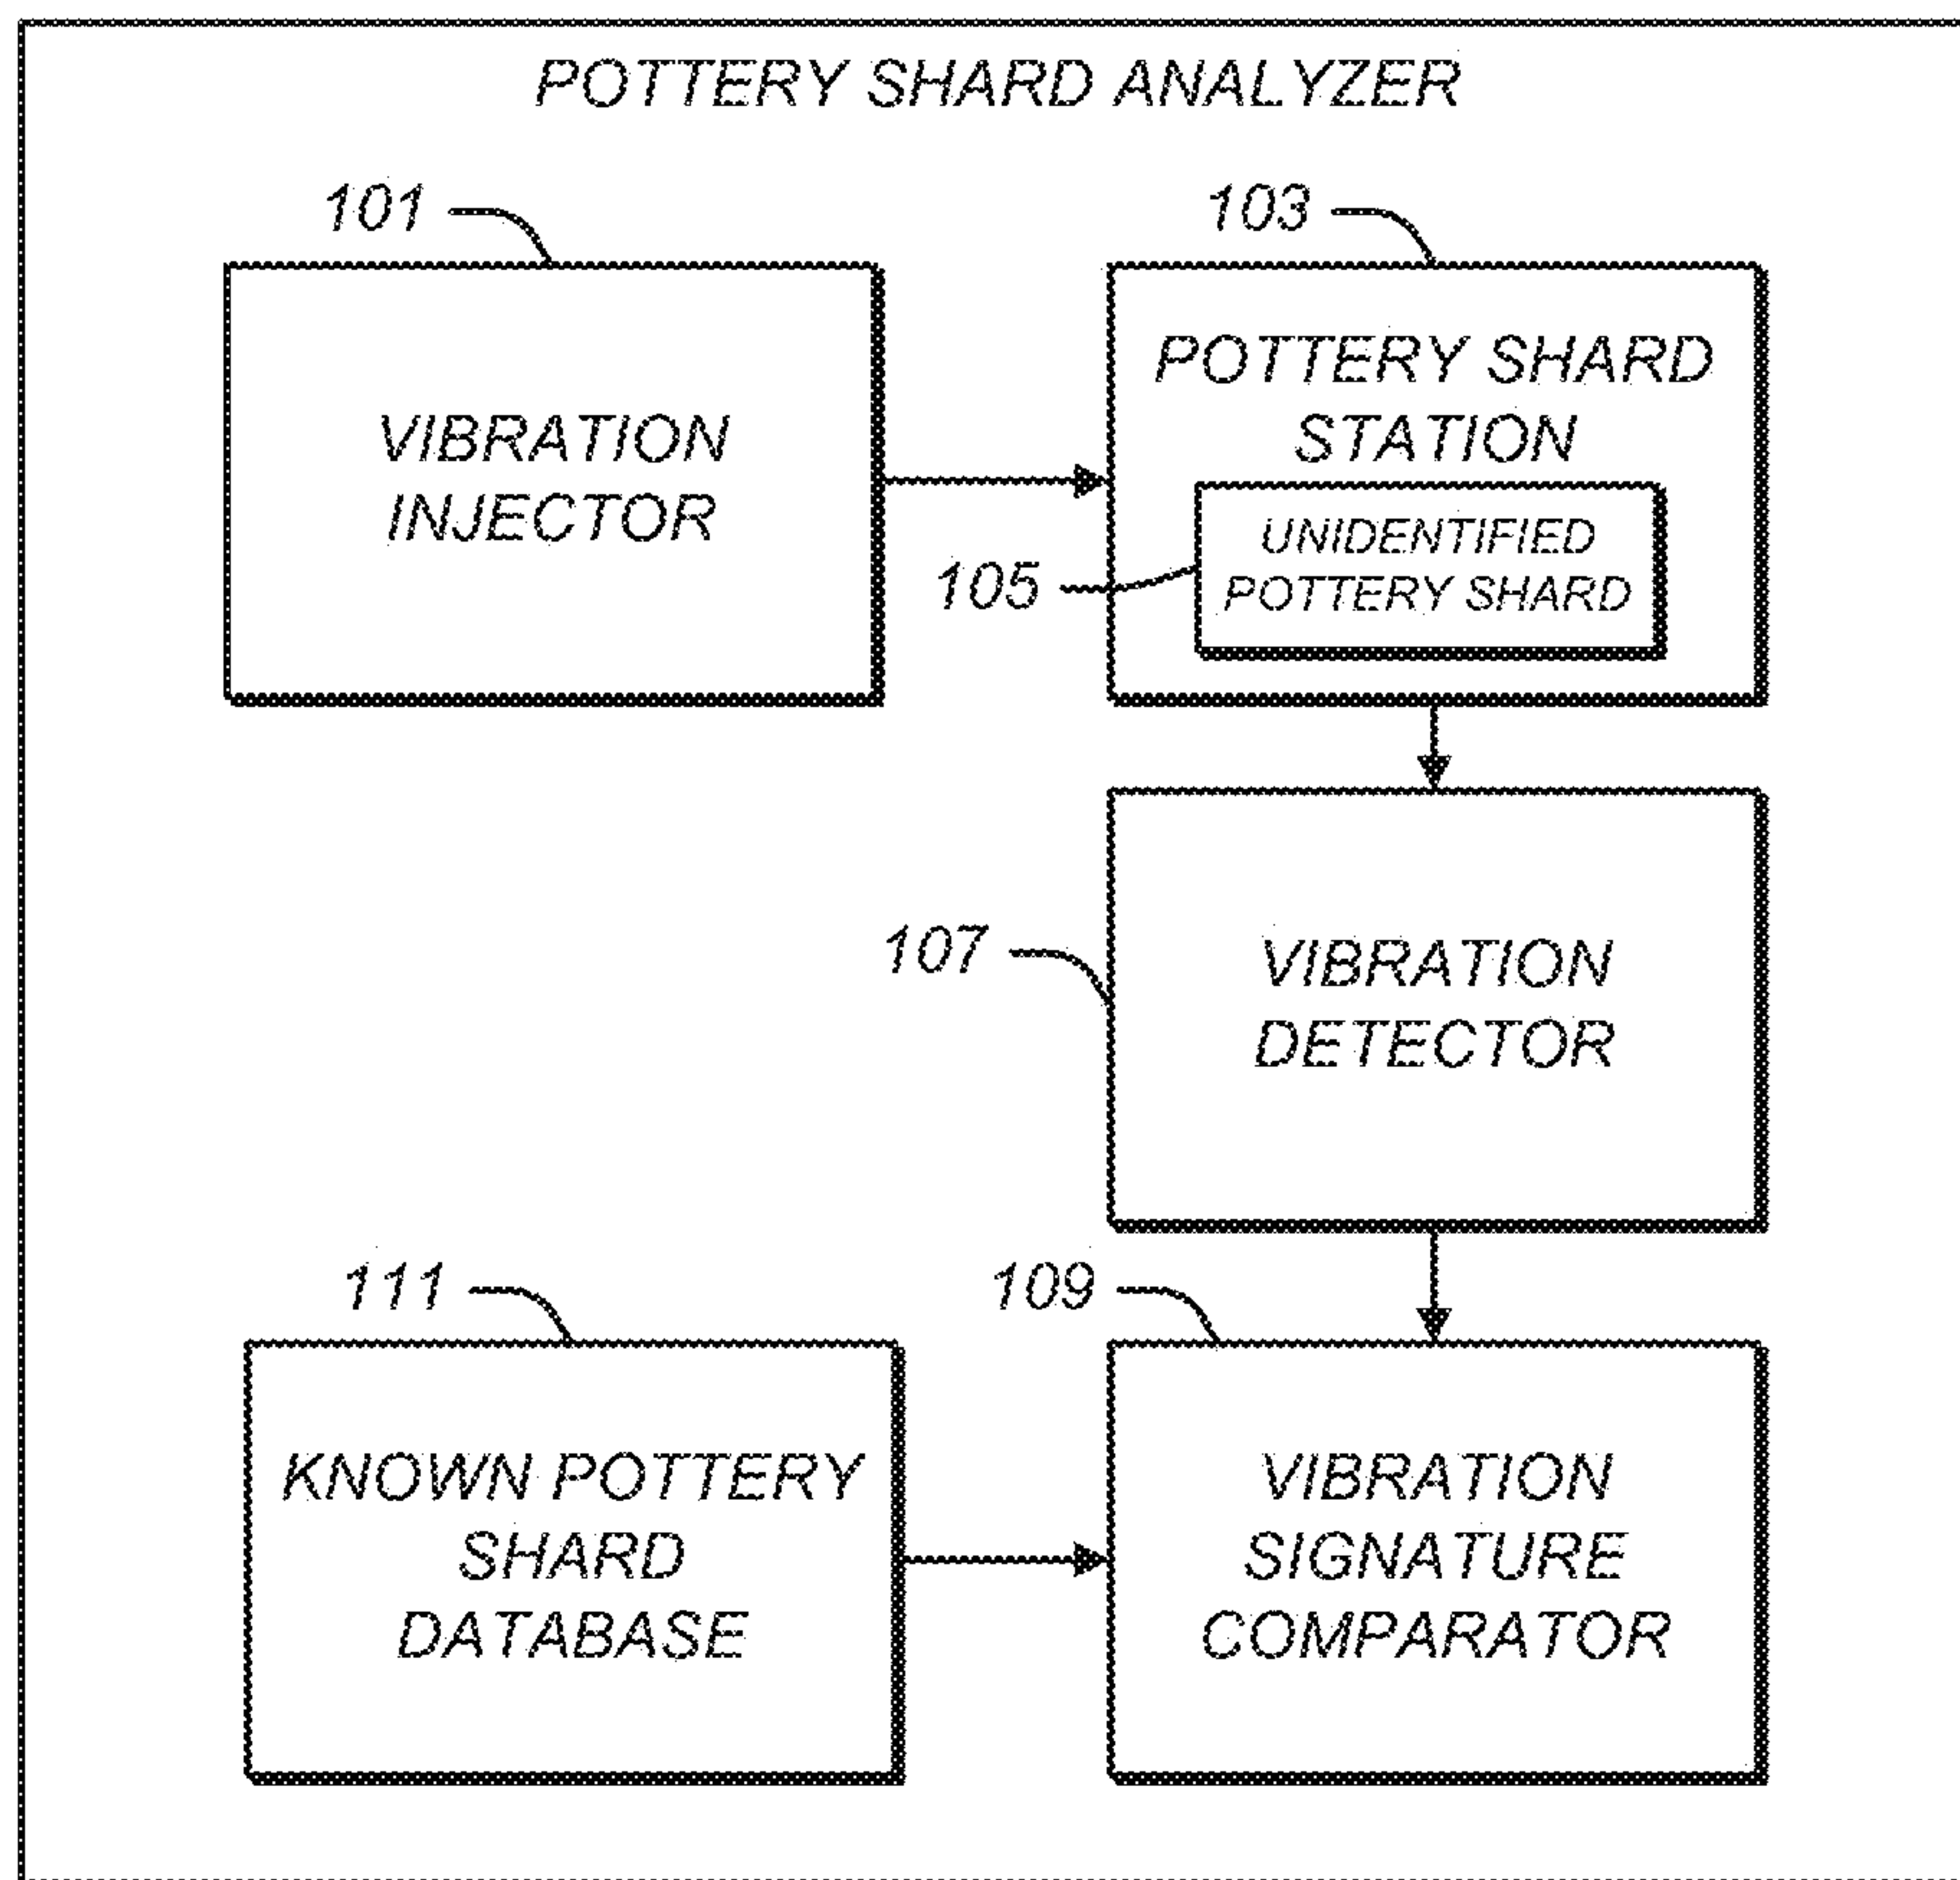 POTTERY SHARD ANALYZER
101
103
VIBRATION
INJECTOR
POTTERY SHARD
STATION
105
UNIDENTIFIED
POTTERY SHARD
107
VIBRATION
DETECTOR
111
109
KNOWN POTTERY
SHARD
DATABASE
VIBRATION
SIGNATURE
COMPARATOR